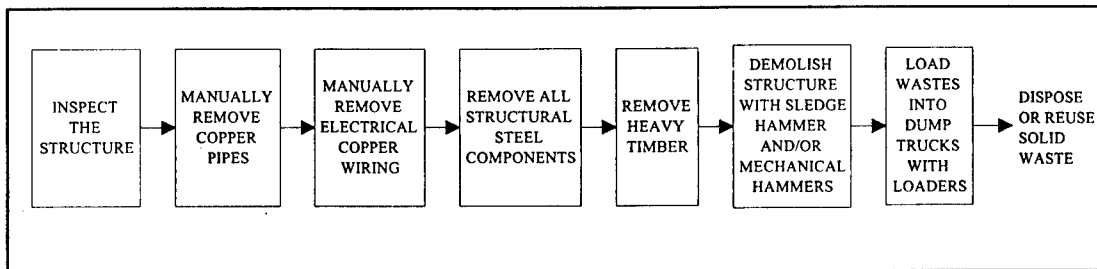 INSPECT
THE
STRUCTURE
MANUALLY
REMOVE
COPPER
PIPES
MANUALLY
REMOVE
ELECTRICAL
COPPER
WIRING
REMOVE ALL
STRUCTURAL
STEEL
COMPONENTS
REMOVE
HEAVY
TIMBER
DEMOLISH
STRUCTURE
WITH SLEDGE
HAMMER
AND/OR
MECHANICAL
HAMMERS
LOAD
WASTES
INTO
DUMP
TRUCKS
WITH
LOADERS
DISPOSE
OR REUSE
SOLID
WASTE